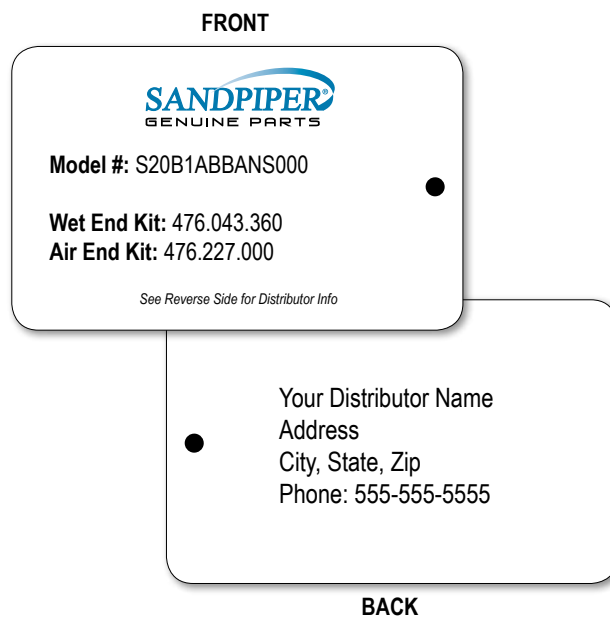 FRONT
SANDPIPER®
GENUINE PARTS
Model #: S20B1ABBANS000
Wet End Kit: 476.043.360
Air End Kit: 476.227.000
See Reverse Side for Distributor Info
Your Distributor Name
Address
City, State, Zip
Phone: 555-555-5555
BACK